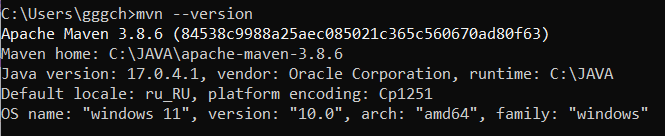 C:\Users\gggch>mvn --version
Apache Maven 3.8.6 (84538c9988a25aec085021c365c560670ad80f63)
Maven home: C:\JAVA\apache-maven-3.8.6
Java version: 17.0.4.1, vendor: Oracle Corporation, runtime: C:\JAVA
Default locale: ru_RU, platform encoding: Cp1251
OS name: "windows 11", version: "10.0", arch: "amd64", family: "windows"